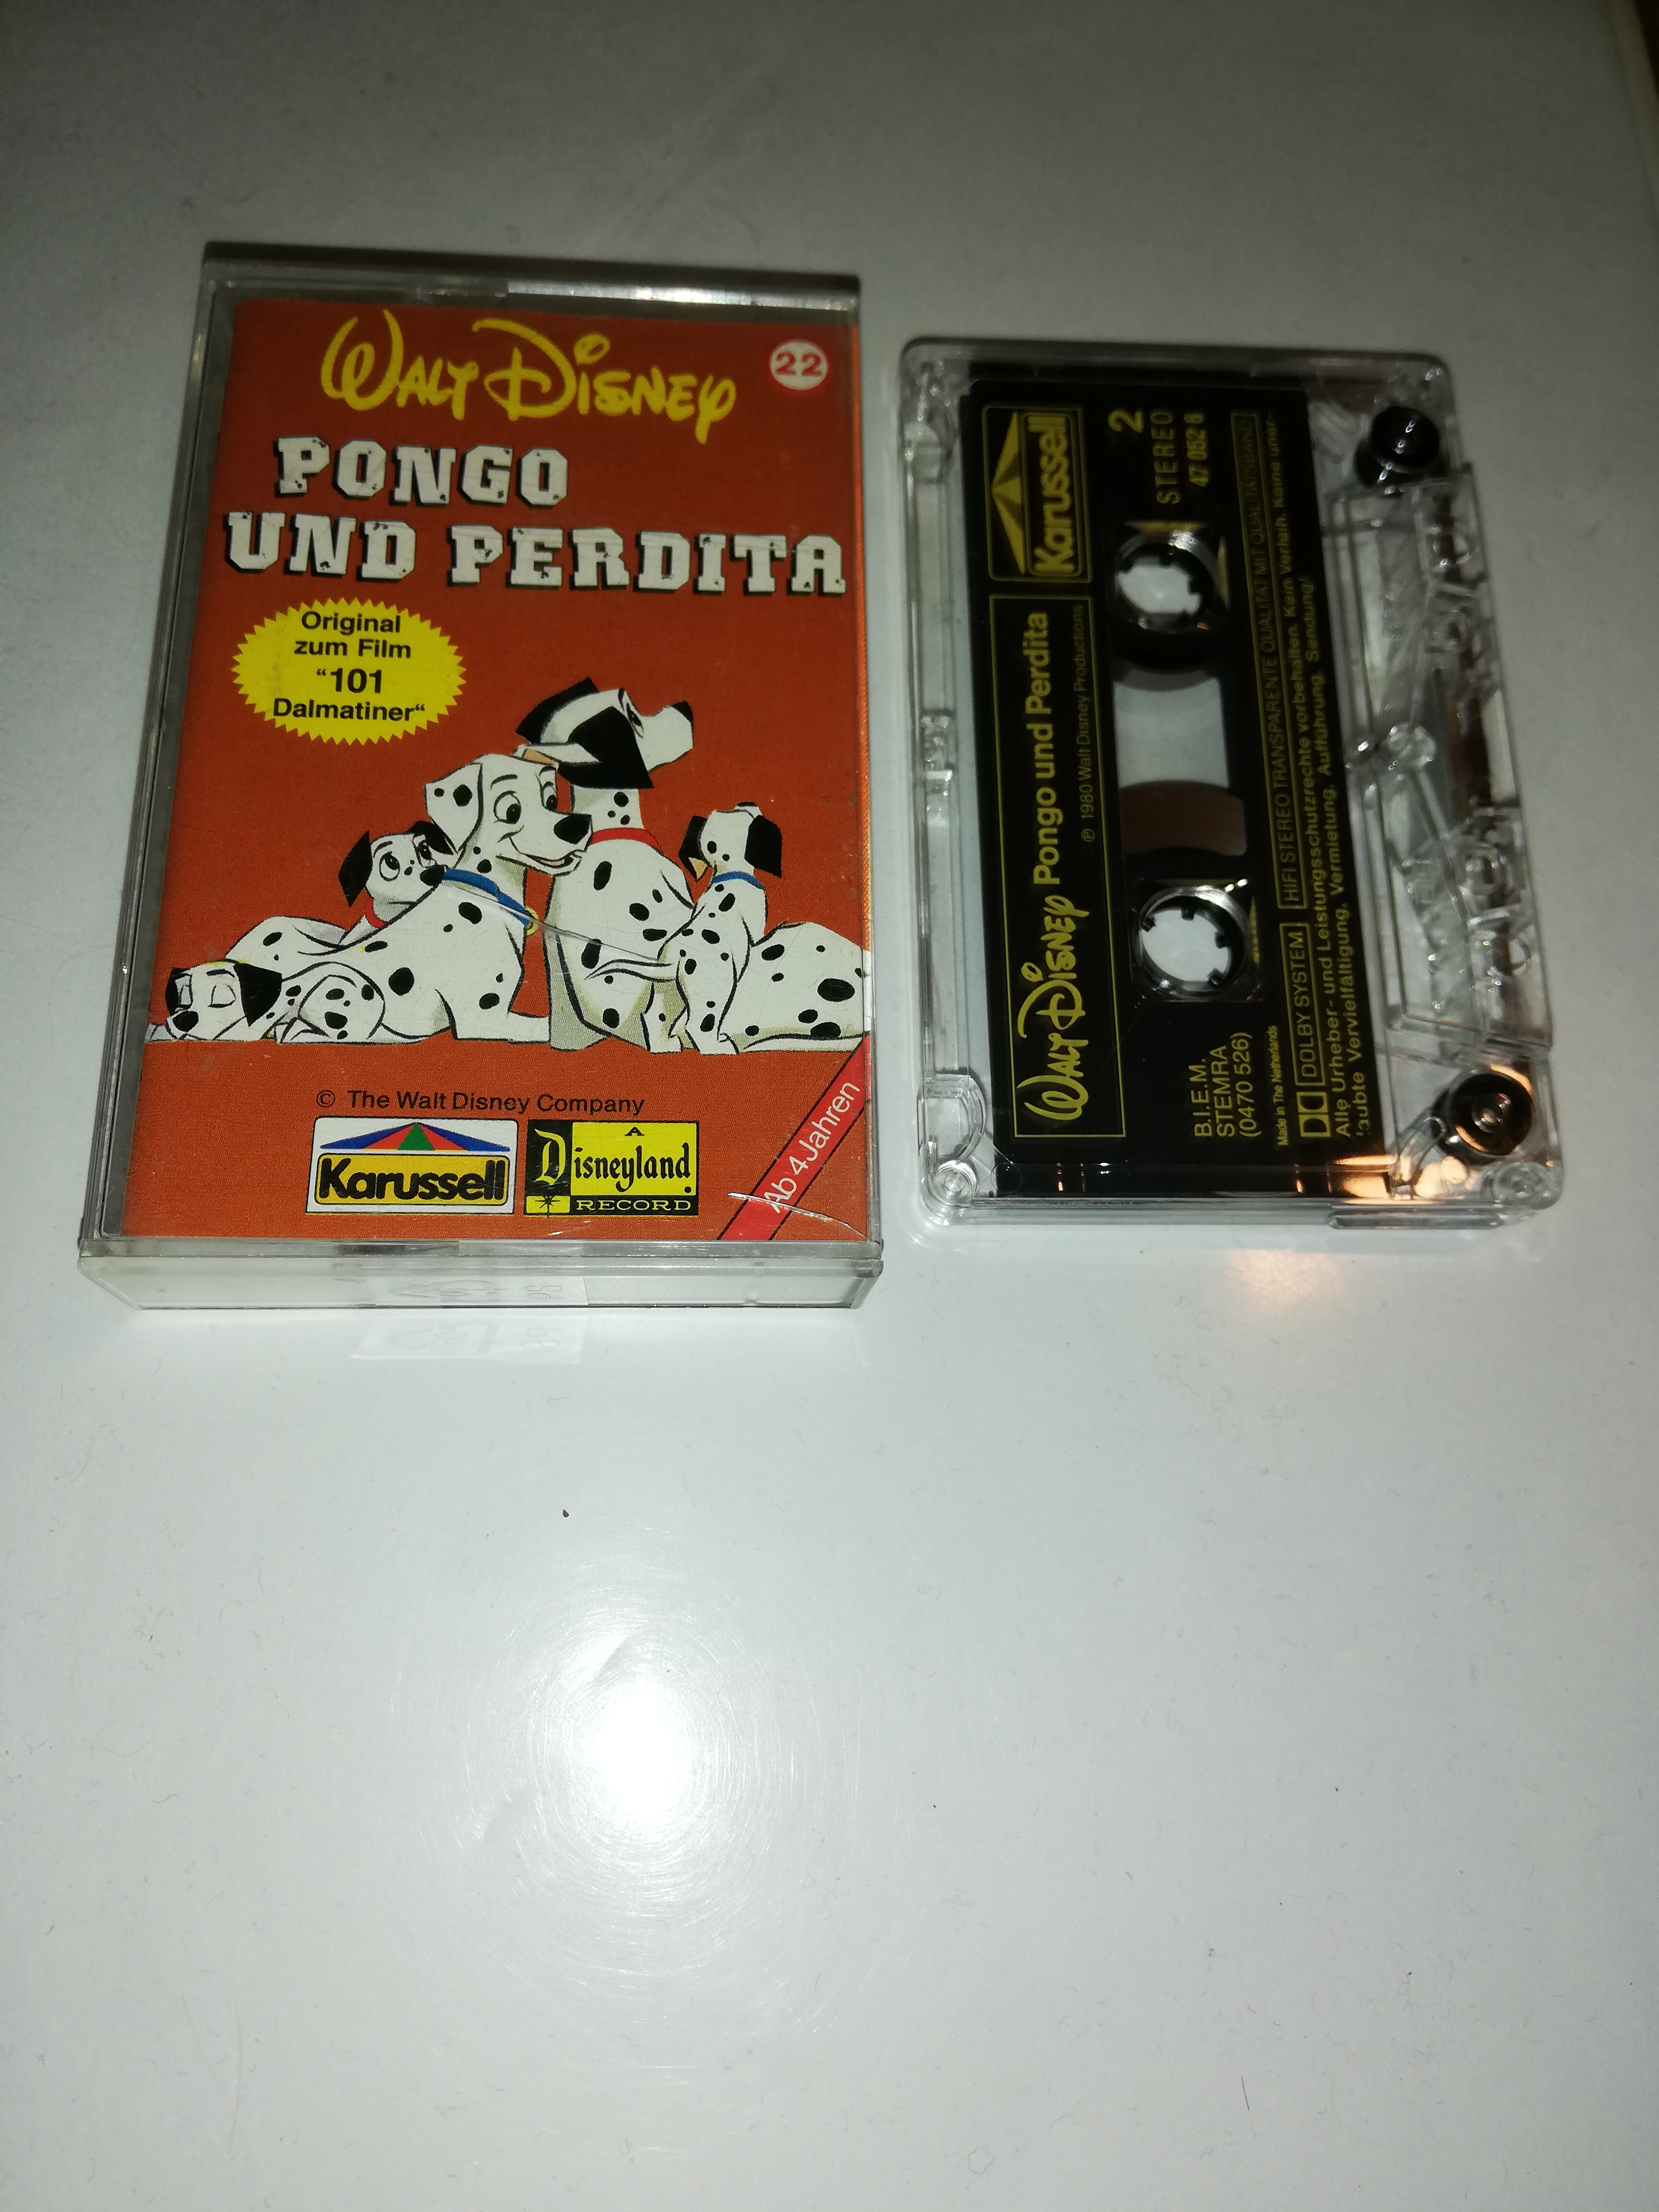 WALT DISNEY
22
PONGO
UND PERDITA
Original
zum Film
“101
Dalmatiner“
© The Walt Disney Company
Karussell
A
Disneyland
RECORD
Ab 4 Jahren
Karussell
2
STEREO
47 052 6
WALT DISNEY Pongo und Perdita
℗ 1980 Walt Disney Productions
B.I.E.M.
STEMRA
(0470 526)
Made in The Netherlands
DOLBY SYSTEM HIFI STEREO TRANSPARENTE QUALITÄT MIT QUALITÄTSBAND
Alle Urheber- und Leistungsschutzrechte vorbehalten. Kein Verleih. Keine uner-
laubte Vervielfältigung, Vermietung, Aufführung, Sendung!